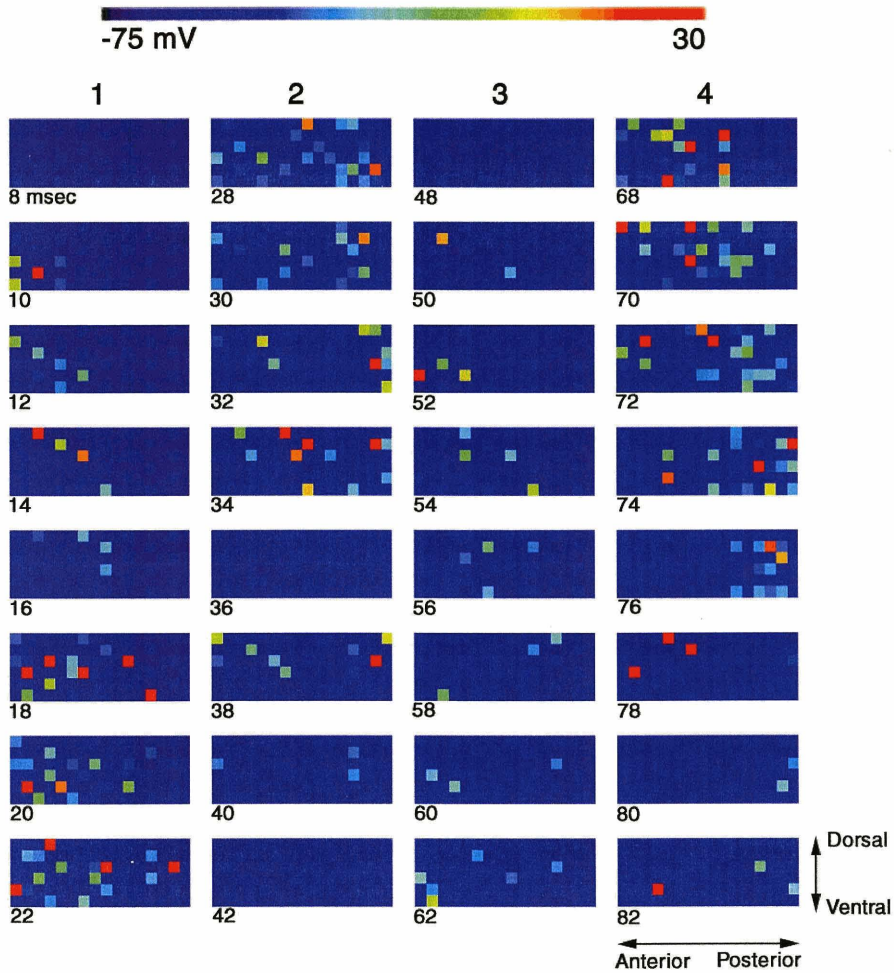 -75 mV 30
1 2 3 4
8 msec 28 48 68
10 30 50 70
12 32 52 72
14 34 54 74
16 36 56 76
18 38 58 78
20 40 60 80
22 42 62 82
Dorsal
Ventral
Anterior Posterior